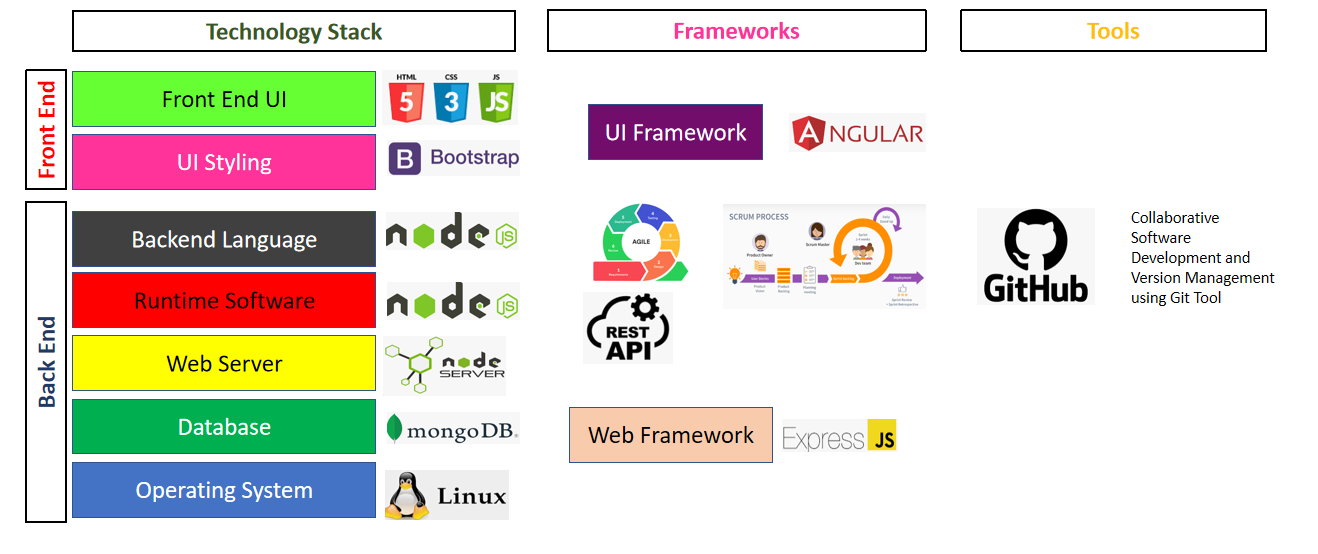 Technology Stack
Frameworks
Tools
Front End
Front End UI
HTML CSS JS
5 3 JS
UI Styling
B Bootstrap
UI Framework
ANGULAR
Back End
Backend Language
node JS
Runtime Software
node JS
Web Server
node
SERVER
Database
mongoDB.
Operating System
Linux
AGILE
SCRUM PROCESS
Scrum Master
Product Owner
Dev team
REST
API
Web Framework
Express JS
GitHub
Collaborative
Software
Development and
Version Management
using Git Tool